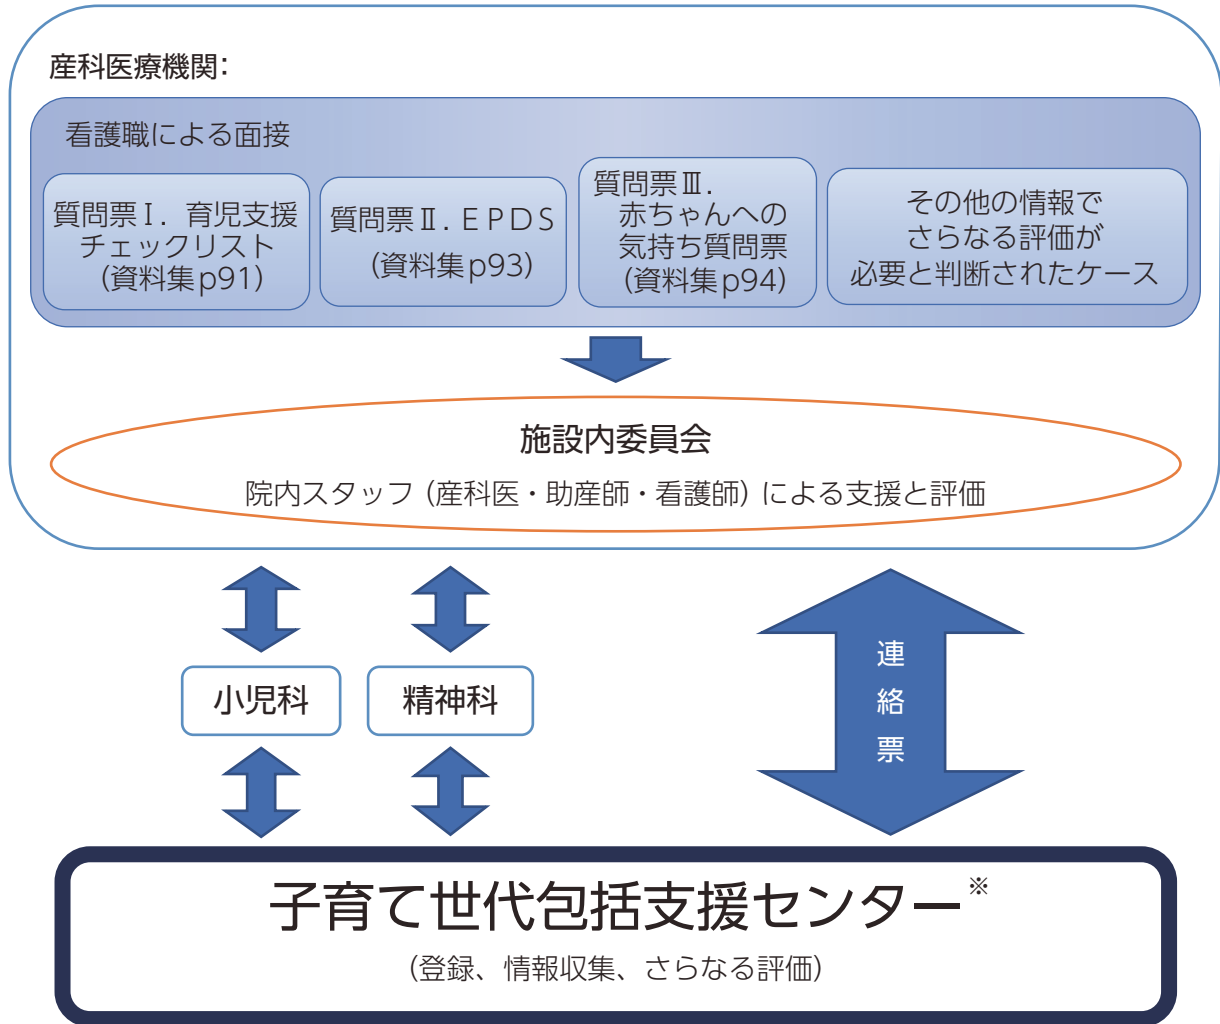 産科医療機関：
看護職による面接
質問票Ⅰ．育児支援
チェックリスト
（資料集p91）
質問票Ⅱ．ＥＰＤＳ
（資料集p93）
質問票Ⅲ．
赤ちゃんへの
気持ち質問票
（資料集p94）
その他の情報で
さらなる評価が
必要と判断されたケース
施設内委員会
院内スタッフ（産科医・助産師・看護師）による支援と評価
小児科
精神科
連
絡
票
子育て世代包括支援センター※
（登録、情報収集、さらなる評価）